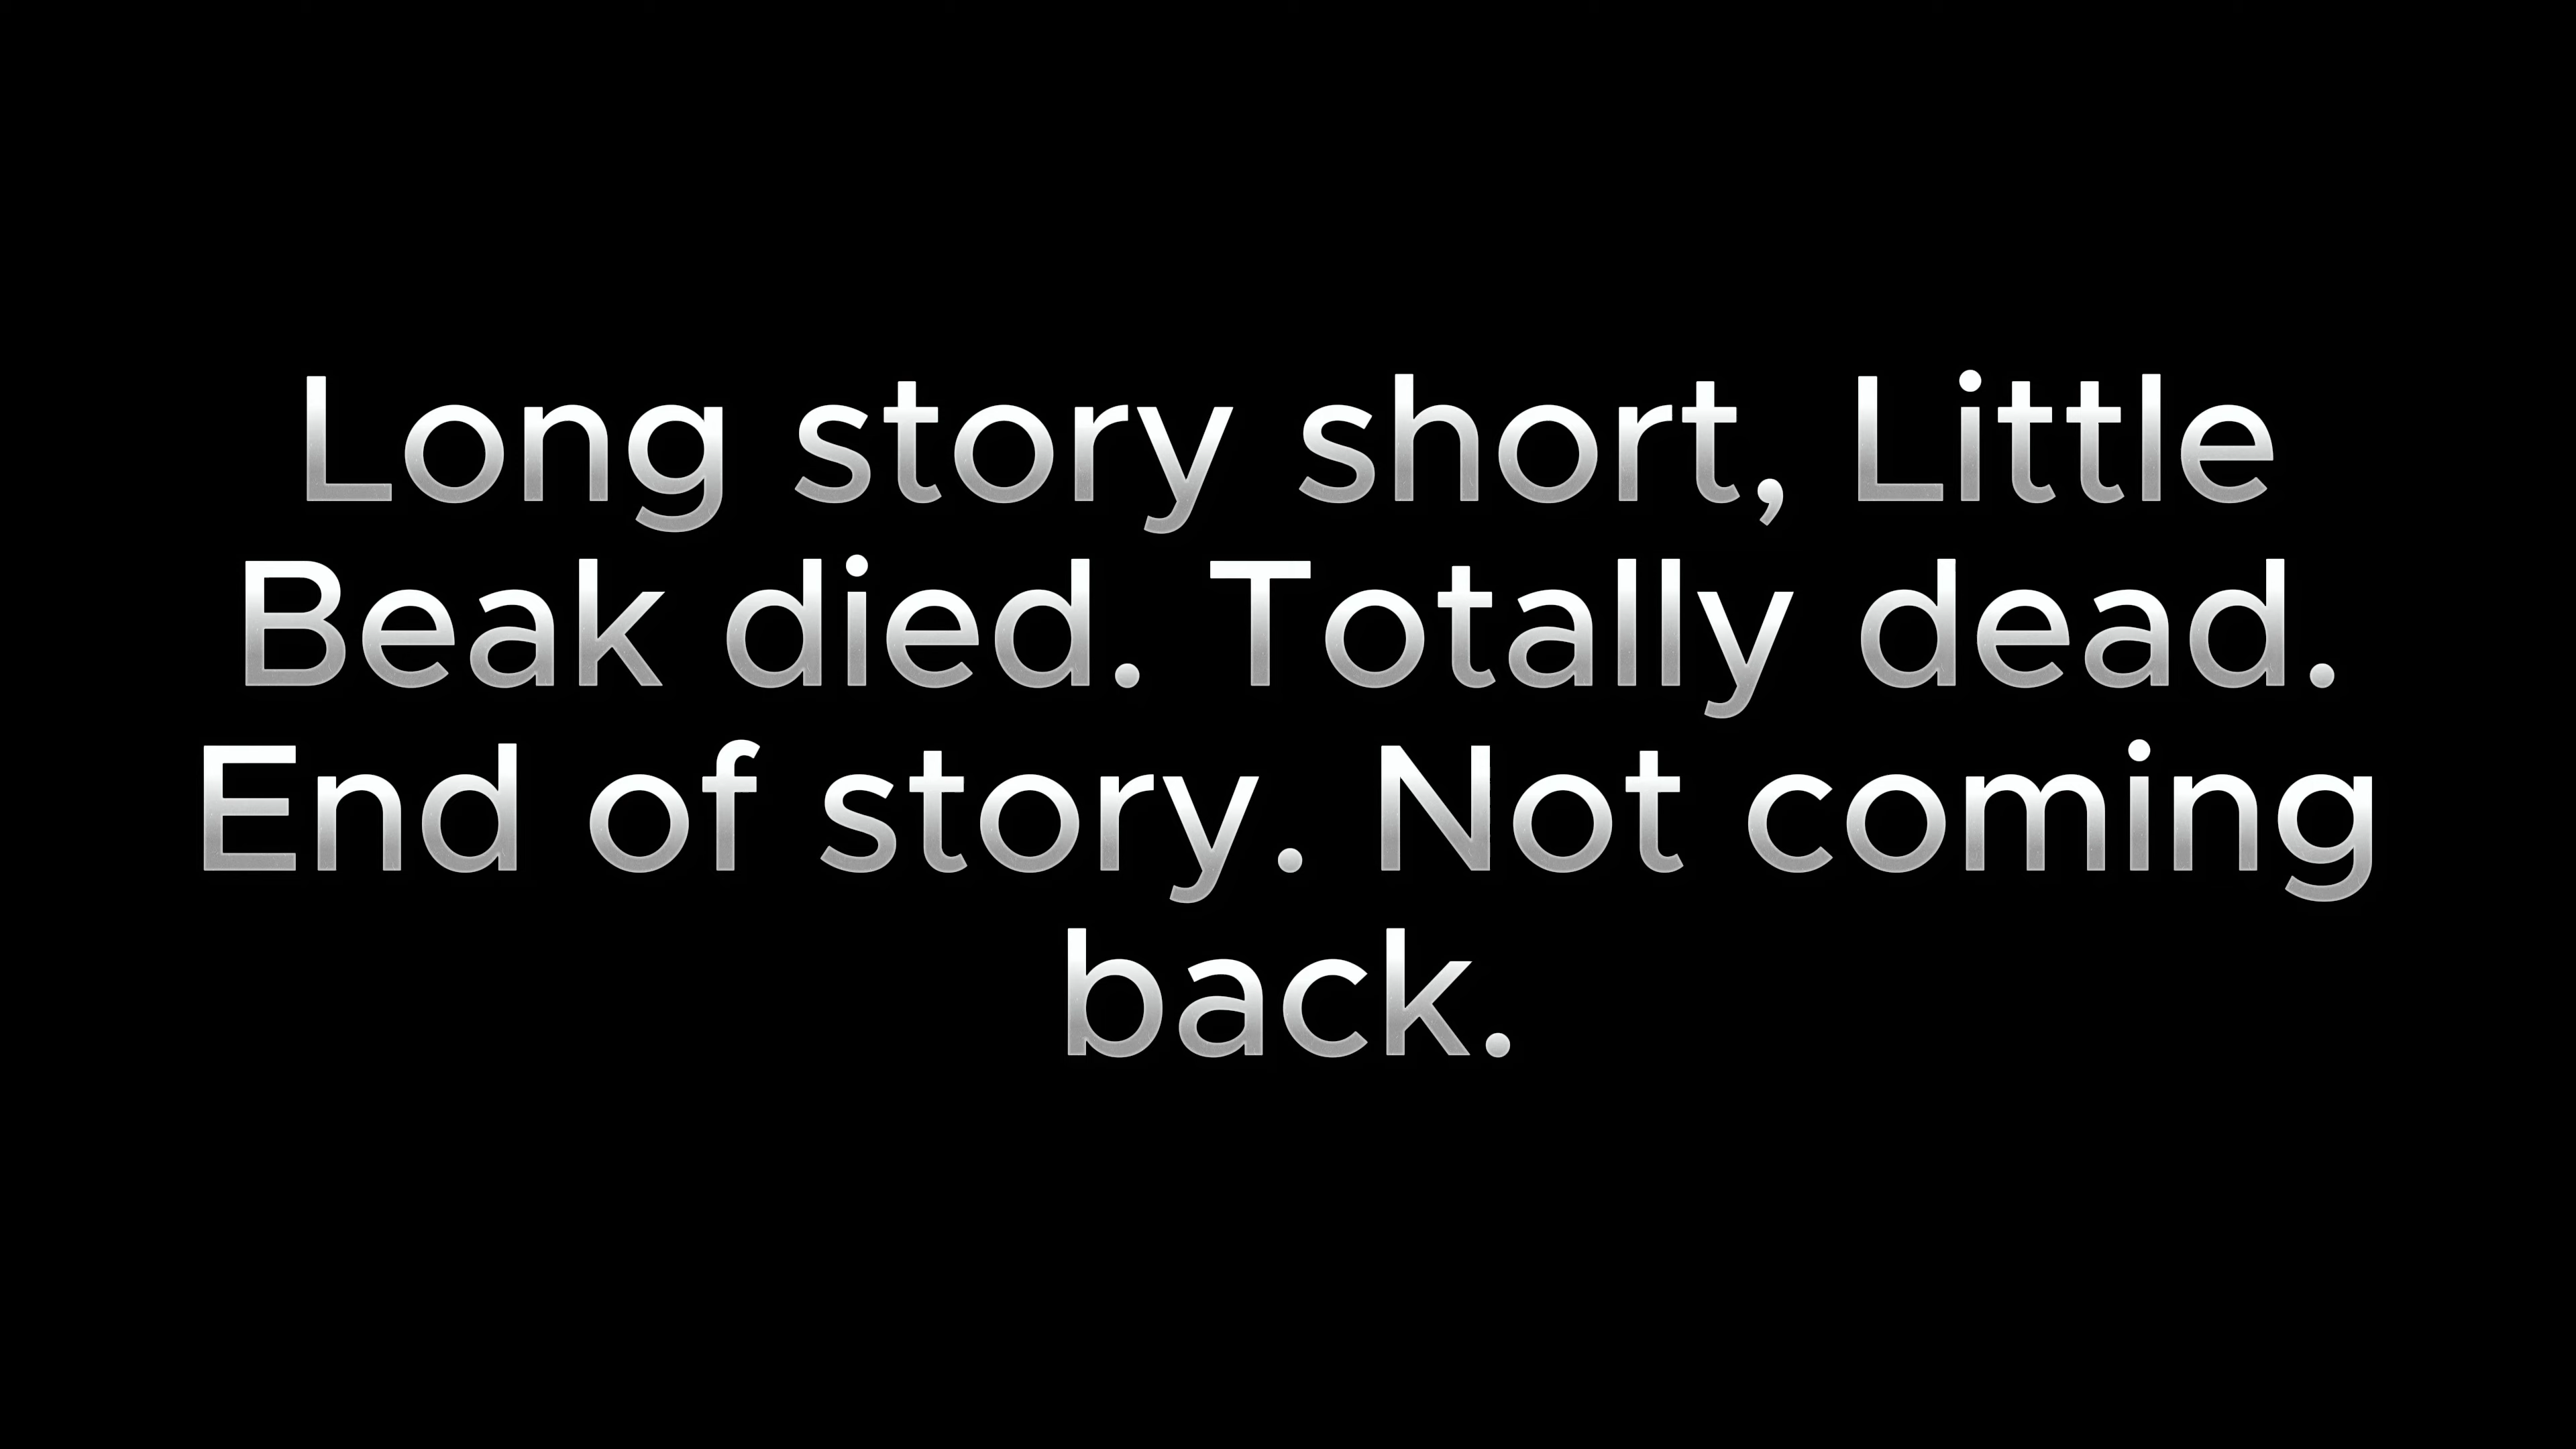 Long story short, Little
Beak died. Totally dead.
End of story. Not coming
back.